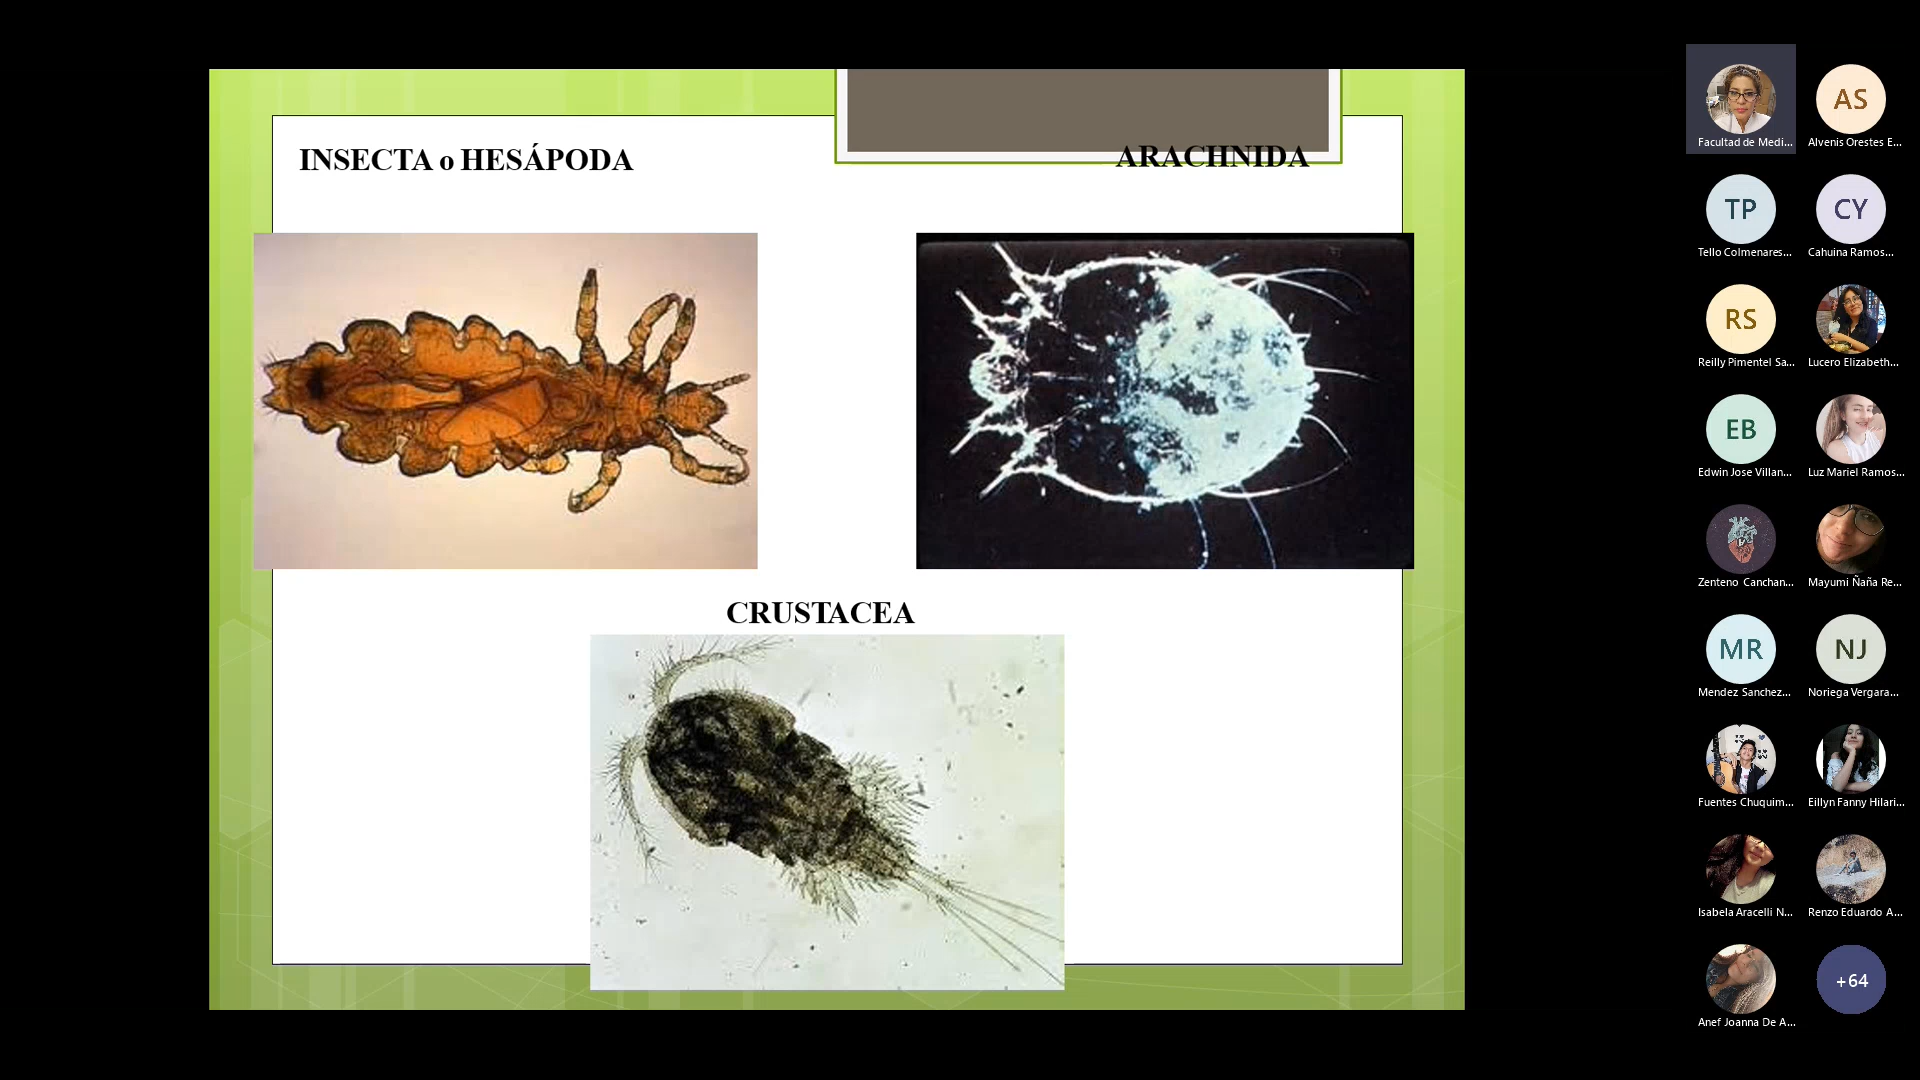 INSECTA o HESÁPODA
ARACHNIDA
CRUSTACEA
Facultad de Medi...
AS
Alvenis Orestes E...
TP
Tello Colmenares...
CY
Cahuina Ramos...
RS
Reilly Pimentel Sa...
Lucero Elizabeth...
EB
Edwin Jose Villan...
Luz Mariel Ramos...
Zenteno Canchan...
Mayumi Ñaña Re...
MR
Mendez Sanchez...
NJ
Noriega Vergara...
Fuentes Chuquim...
Eillyn Fanny Hilari...
Isabela Aracelli N...
Renzo Eduardo A...
Anef Joanna De A...
+64